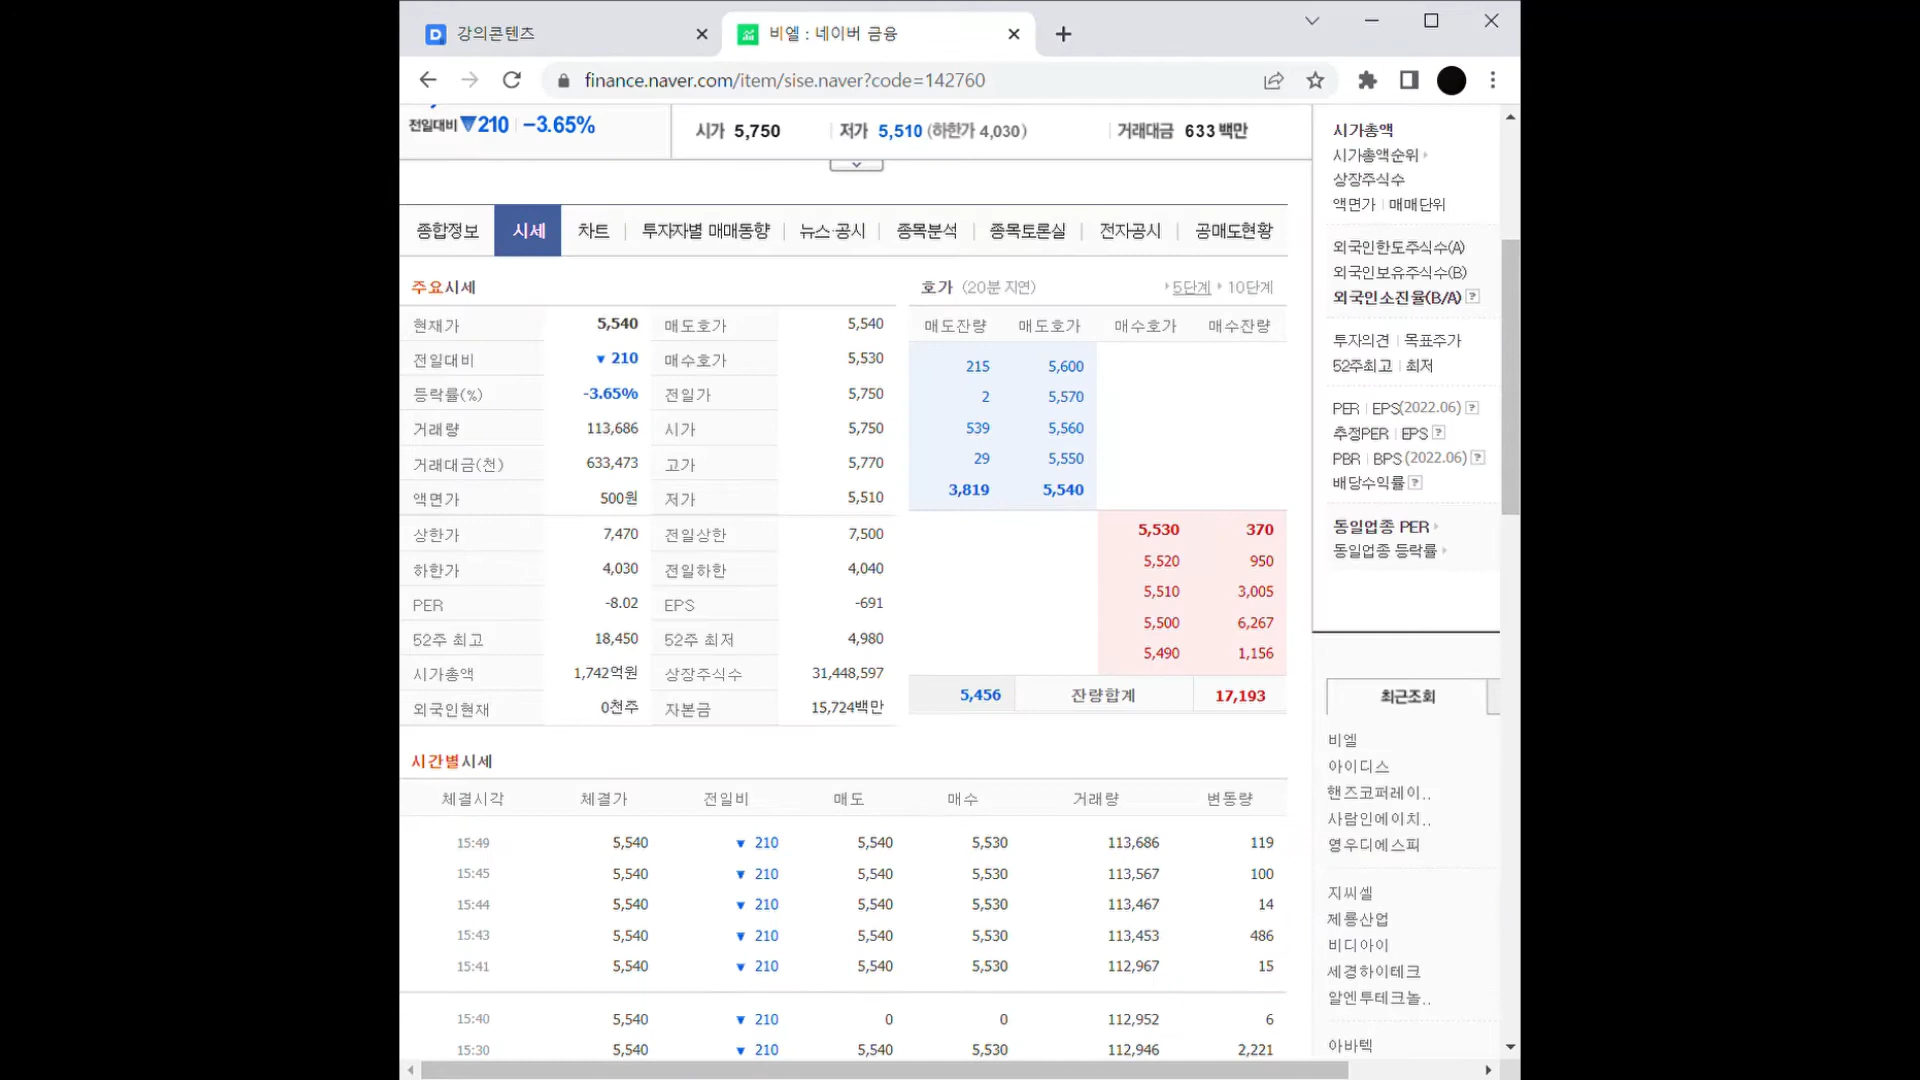 강의콘텐츠
비엘 : 네이버 금융
finance.naver.com/item/sise.naver?code=142760
전일대비 ▼210 -3.65%
시가 5,750 저가 5,510 (하한가 4,030) 거래대금 633 백만
종합정보 시세 차트 투자자별 매매동향 뉴스·공시 종목분석 종목토론실 전자공시 공매도현황
주요시세
현재가 5,540 매도호가 5,540
전일대비 ▼ 210 매수호가 5,530
등락률(%) -3.65% 전일가 5,750
거래량 113,686 시가 5,750
거래대금(천) 633,473 고가 5,770
액면가 500원 저가 5,510
상한가 7,470 전일상한 7,500
하한가 4,030 전일하한 4,040
PER -8.02 EPS -691
52주 최고 18,450 52주 최저 4,980
시가총액 1,742억원 상장주식수 31,448,597
외국인현재 0천주 자본금 15,724백만
호가 (20분 지연) 5단계 10단계
매도잔량 매도호가 매수호가 매수잔량
215 5,600
2 5,570
539 5,560
29 5,550
3,819 5,540
5,530 370
5,520 950
5,510 3,005
5,500 6,267
5,490 1,156
5,456 잔량합계 17,193
시간별시세
체결시각 체결가 전일비 매도 매수 거래량 변동량
15:49 5,540 ▼ 210 5,540 5,530 113,686 119
15:45 5,540 ▼ 210 5,540 5,530 113,567 100
15:44 5,540 ▼ 210 5,540 5,530 113,467 14
15:43 5,540 ▼ 210 5,540 5,530 113,453 486
15:41 5,540 ▼ 210 5,540 5,530 112,967 15
15:40 5,540 ▼ 210 0 0 112,952 6
15:30 5,540 ▼ 210 5,540 5,530 112,946 2,221
시가총액
시가총액순위
상장주식수
액면가 | 매매단위
외국인한도주식수(A)
외국인보유주식수(B)
외국인소진율(B/A) ?
투자의견 | 목표주가
52주최고 | 최저
PER | EPS(2022.06) ?
추정PER | EPS ?
PBR | BPS (2022.06) ?
배당수익률 ?
동일업종 PER
동일업종 등락률
최근조회
비엘
아이디스
핸즈코퍼레이..
사람인에이치..
영우디에스피
지씨셀
제룡산업
비디아이
세경하이테크
알엔투테크놀..
아바텍